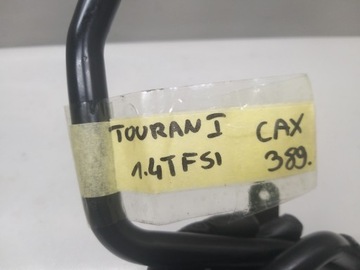 TOURAN I CAX
1.4TFSI 389.